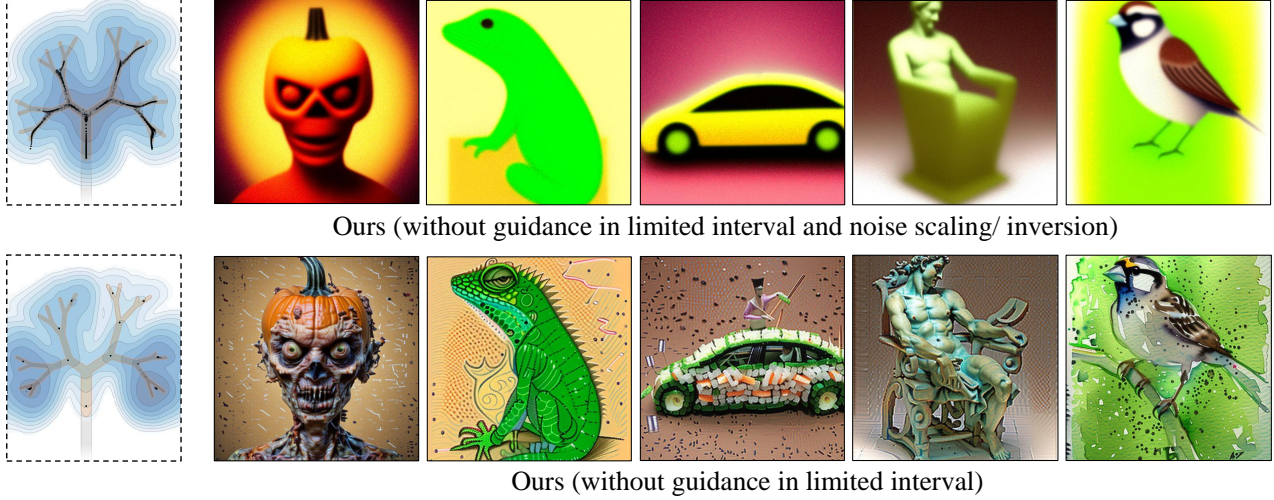 Ours (without guidance in limited interval and noise scaling/ inversion)
Ours (without guidance in limited interval)